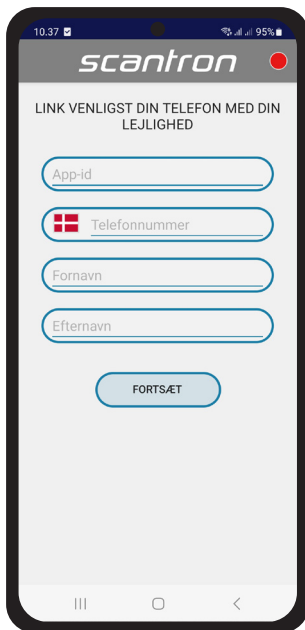 10.37 95%
scantron
LINK VENLIGST DIN TELEFON MED DIN
LEJLIGHED
App-id
Telefonnummer
Fornavn
Efternavn
FORTSÆT